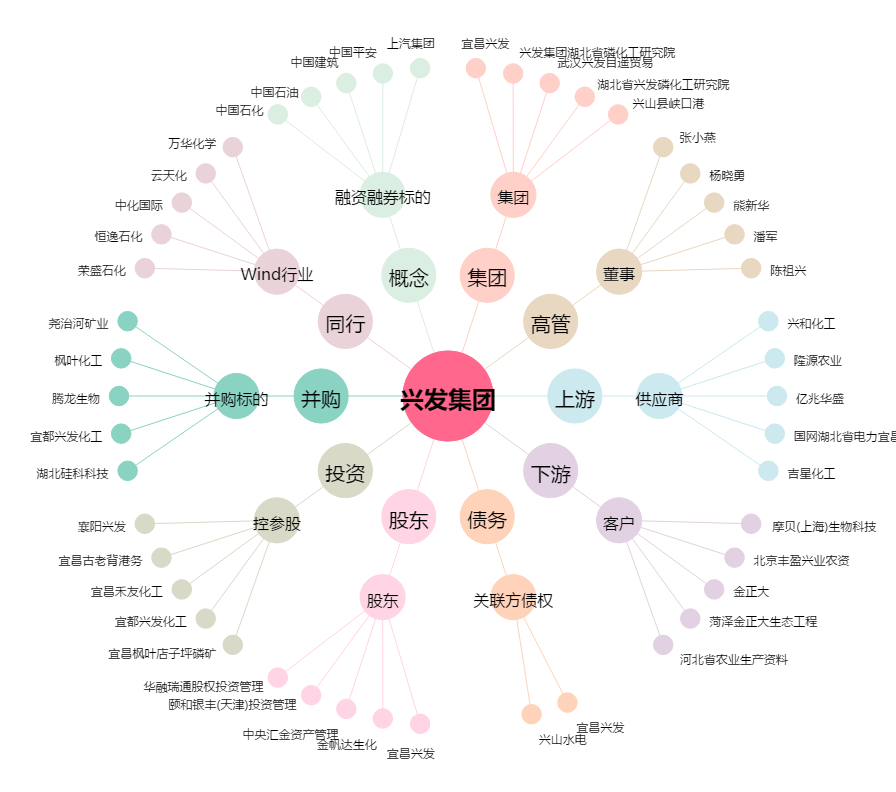 上汽集团
宜昌兴发
中国平安
兴发集团湖北省磷化工研究院
中国建筑
武汉兴发目遥贸易
中国石油
湖北省兴发磷化工研究院
中国石化
兴山县峡口港
万华化学
张小燕
云天化
杨晓勇
融资融券标的
集团
中化国际
熊新华
恒逸石化
潘军
荣盛石化
Wind行业
概念
集团
董事
陈祖兴
尧治河矿业
同行
高管
兴和化工
枫叶化工
隆源农业
腾龙生物
并购标的
并购
兴发集团
上游
供应商
亿兆华盛
宜都兴发化工
国网湖北省电力宜昌
湖北硅科科技
投资
下游
吉星化工
襄阳兴发
控参股
股东
债务
客户
摩贝(上海)生物科技
宜昌古老背港务
北京丰盈兴业农资
宜昌禾友化工
股东
关联方债权
金正大
宜都兴发化工
菏泽金正大生态工程
宜昌枫叶店子坪磷矿
河北省农业生产资料
华融瑞通股权投资管理
颐和银丰(天津)投资管理
中央汇金资产管理
金帆达生化
宜昌兴发
兴山水电
宜昌兴发